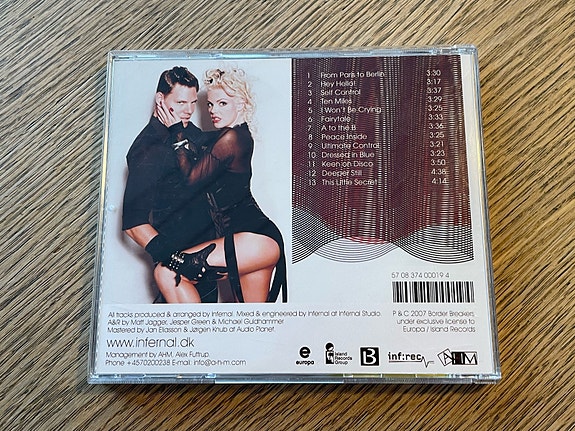 1 From Paris to Berlin 3:30
2 Hey Hello! 3:17
3 Self Control 3:37
4 Ten Miles 3:29
5 I Won't Be Crying 3:25
6 Fairytale 3:33
7 A to the B 3:36
8 Peace Inside 3:25
9 Ultimate Control 3:21
10 Dressed in Blue 3:23
11 Keen on Disco 3:50
12 Deeper Still 4:38
13 This Little Secret 4:14
57 08 374 00019 4
All tracks produced & arranged by Infernal. Mixed & engineered by Infernal at Infernal Studio.
A&R by Matt Jagger, Jesper Green & Michael Guldhammer
Mastered by Jan Eliasson & Jørgen Knub at Audio Planet.
www.infernal.dk
Management by AHM, Alex Futtrup.
Phone +4570200238 E-mail: info@a-h-m.com
P & C 2007 Border Breakers,
under exclusive license to
Europa / Island Records
e
europa
Island
Records
Group
B
inf:rec
AHM